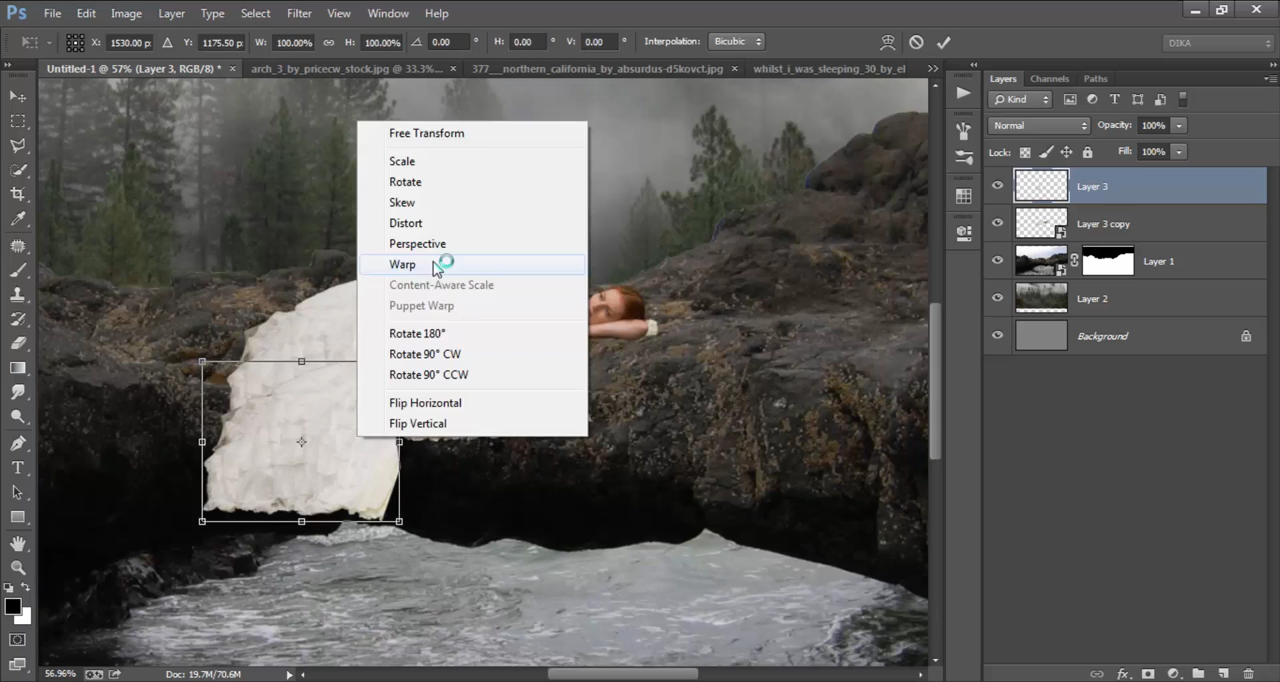 Ps File Edit Image Layer Type Select Filter 3D View Window Help
X: 1530.00 p: Y: 1175.50 p: W: 100.00% H: 100.00% 0.00 ° H: 0.00 ° V: 0.00 ° Interpolation: Bicubic DIKA
Untitled-1 @ 57% (Layer 3, RGB/8) * × arch_3_by_pricecw_stock.jpg @ 33.3%... × 377___northern_california_by_absurdus-d5kovct.jpg × whilst_i_was_sleeping_30_by_el
Layers Channels Paths
Kind
Normal Opacity: 100%
Lock: Fill: 100%
Layer 3
Layer 3 copy
Layer 1
Layer 2
Background
Free Transform
Scale
Rotate
Skew
Distort
Perspective
Warp
Content-Aware Scale
Puppet Warp
Rotate 180°
Rotate 90° CW
Rotate 90° CCW
Flip Horizontal
Flip Vertical
56.96% Doc: 19.7M/70.6M